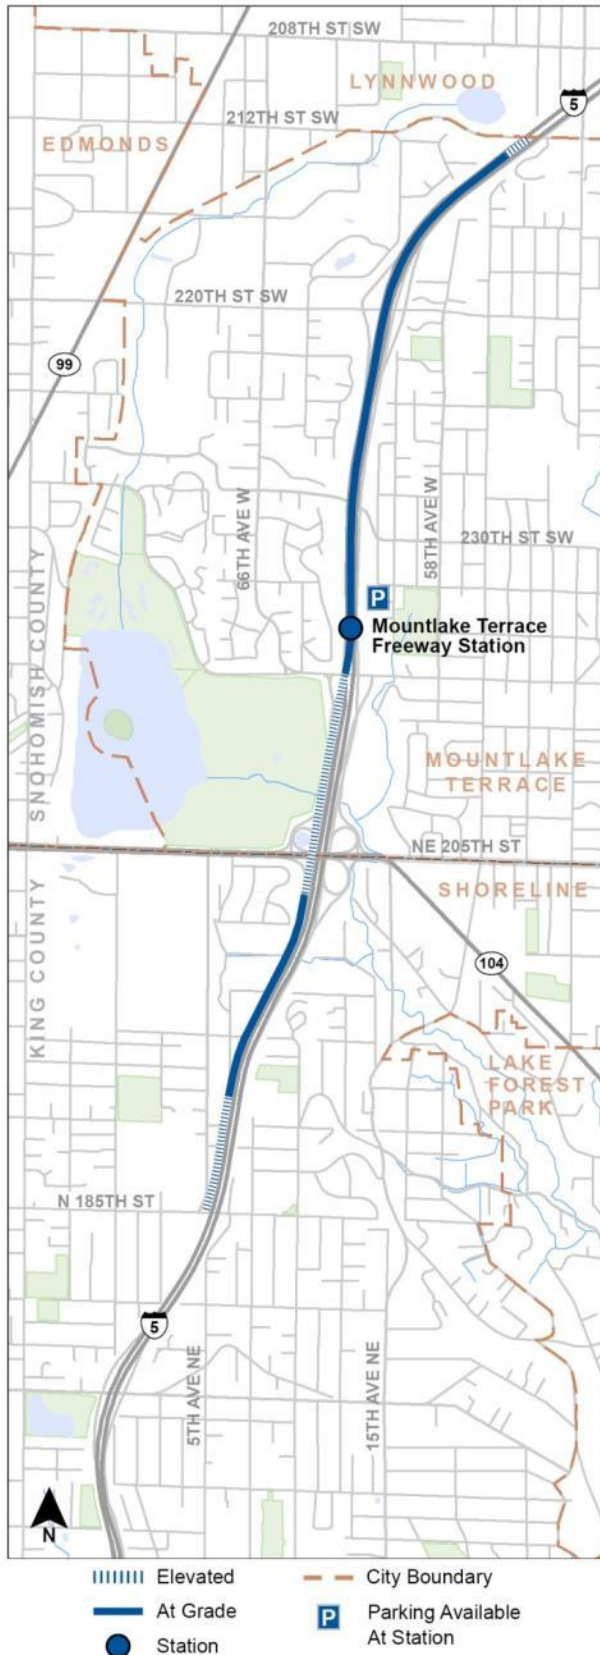 208TH ST SW
LYNNWOOD
5
212TH ST SW
EDMONDS
220TH ST SW
99
66TH AVE W
58TH AVE W
230TH ST SW
P
Mountlake Terrace
Freeway Station
SNOHOMISH COUNTY
MOUNTLAKE
TERRACE
NE 205TH ST
SHORELINE
KING COUNTY
104
LAKE
FOREST
PARK
N 185TH ST
5
5TH AVE NE
15TH AVE NE
N
Elevated
City Boundary
At Grade
P
Parking Available
At Station
Station